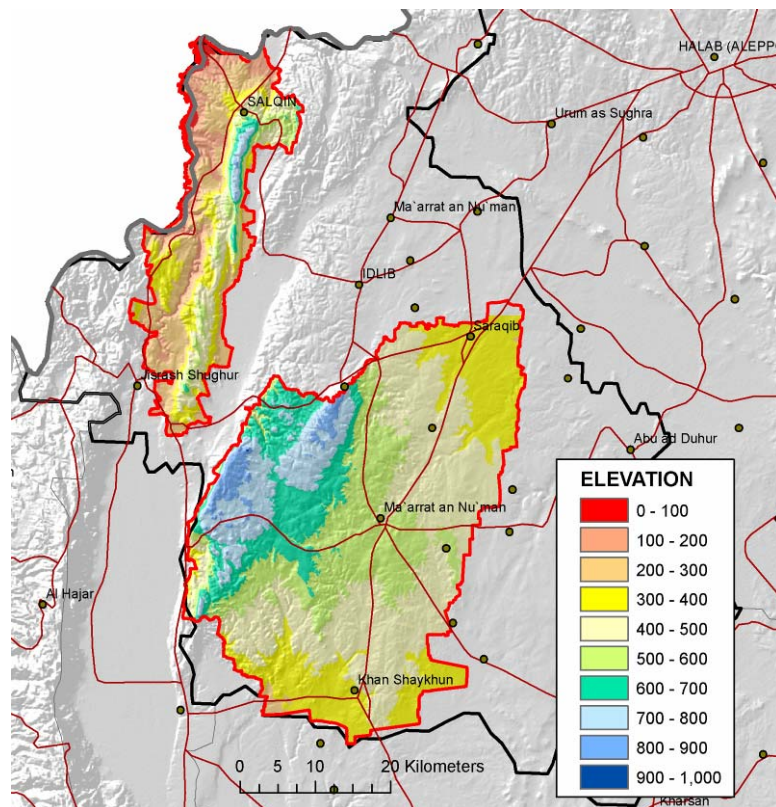 HALAB (ALEPP
SALQIN
Urum as Sughra
Ma`arrat an Nu`man
IDLIB
Saraqib
Jisrash Shughur
Abu ad Duhur
Ma`arrat an Nu`man
Al Hajar
Khan Shaykhun
ELEVATION
0 - 100
100 - 200
200 - 300
300 - 400
400 - 500
500 - 600
600 - 700
700 - 800
800 - 900
900 - 1,000
0 5 10 20 Kilometers
Kharsan